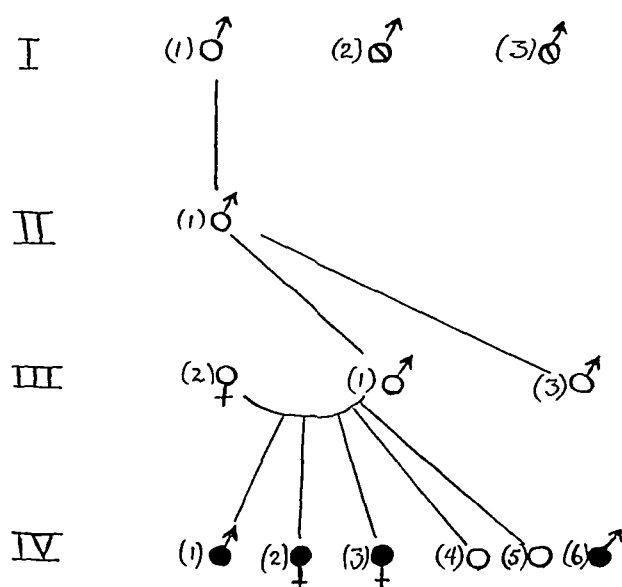 I (1) (2) (3)
II (1)
III (2) (1) (3)
IV (1) (2) (3) (4) (5) (6)